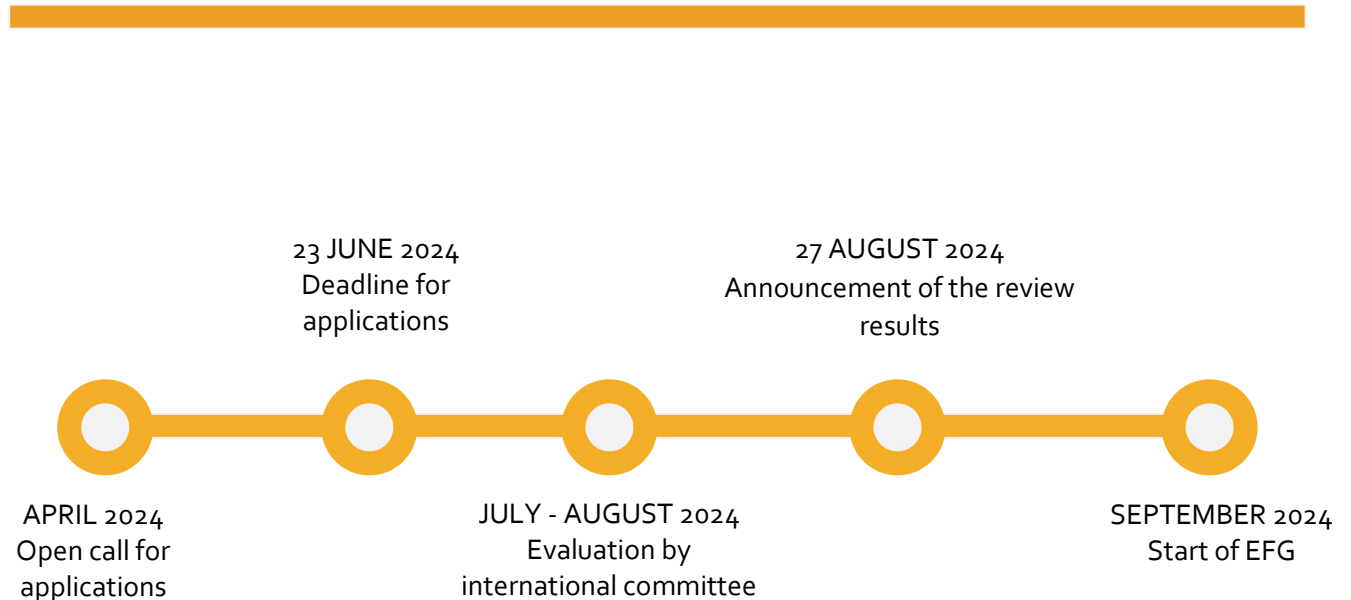 23 JUNE 2024
Deadline for
applications
27 AUGUST 2024
Announcement of the review
results
APRIL 2024
Open call for
applications
JULY - AUGUST 2024
Evaluation by
international committee
SEPTEMBER 2024
Start of EFG